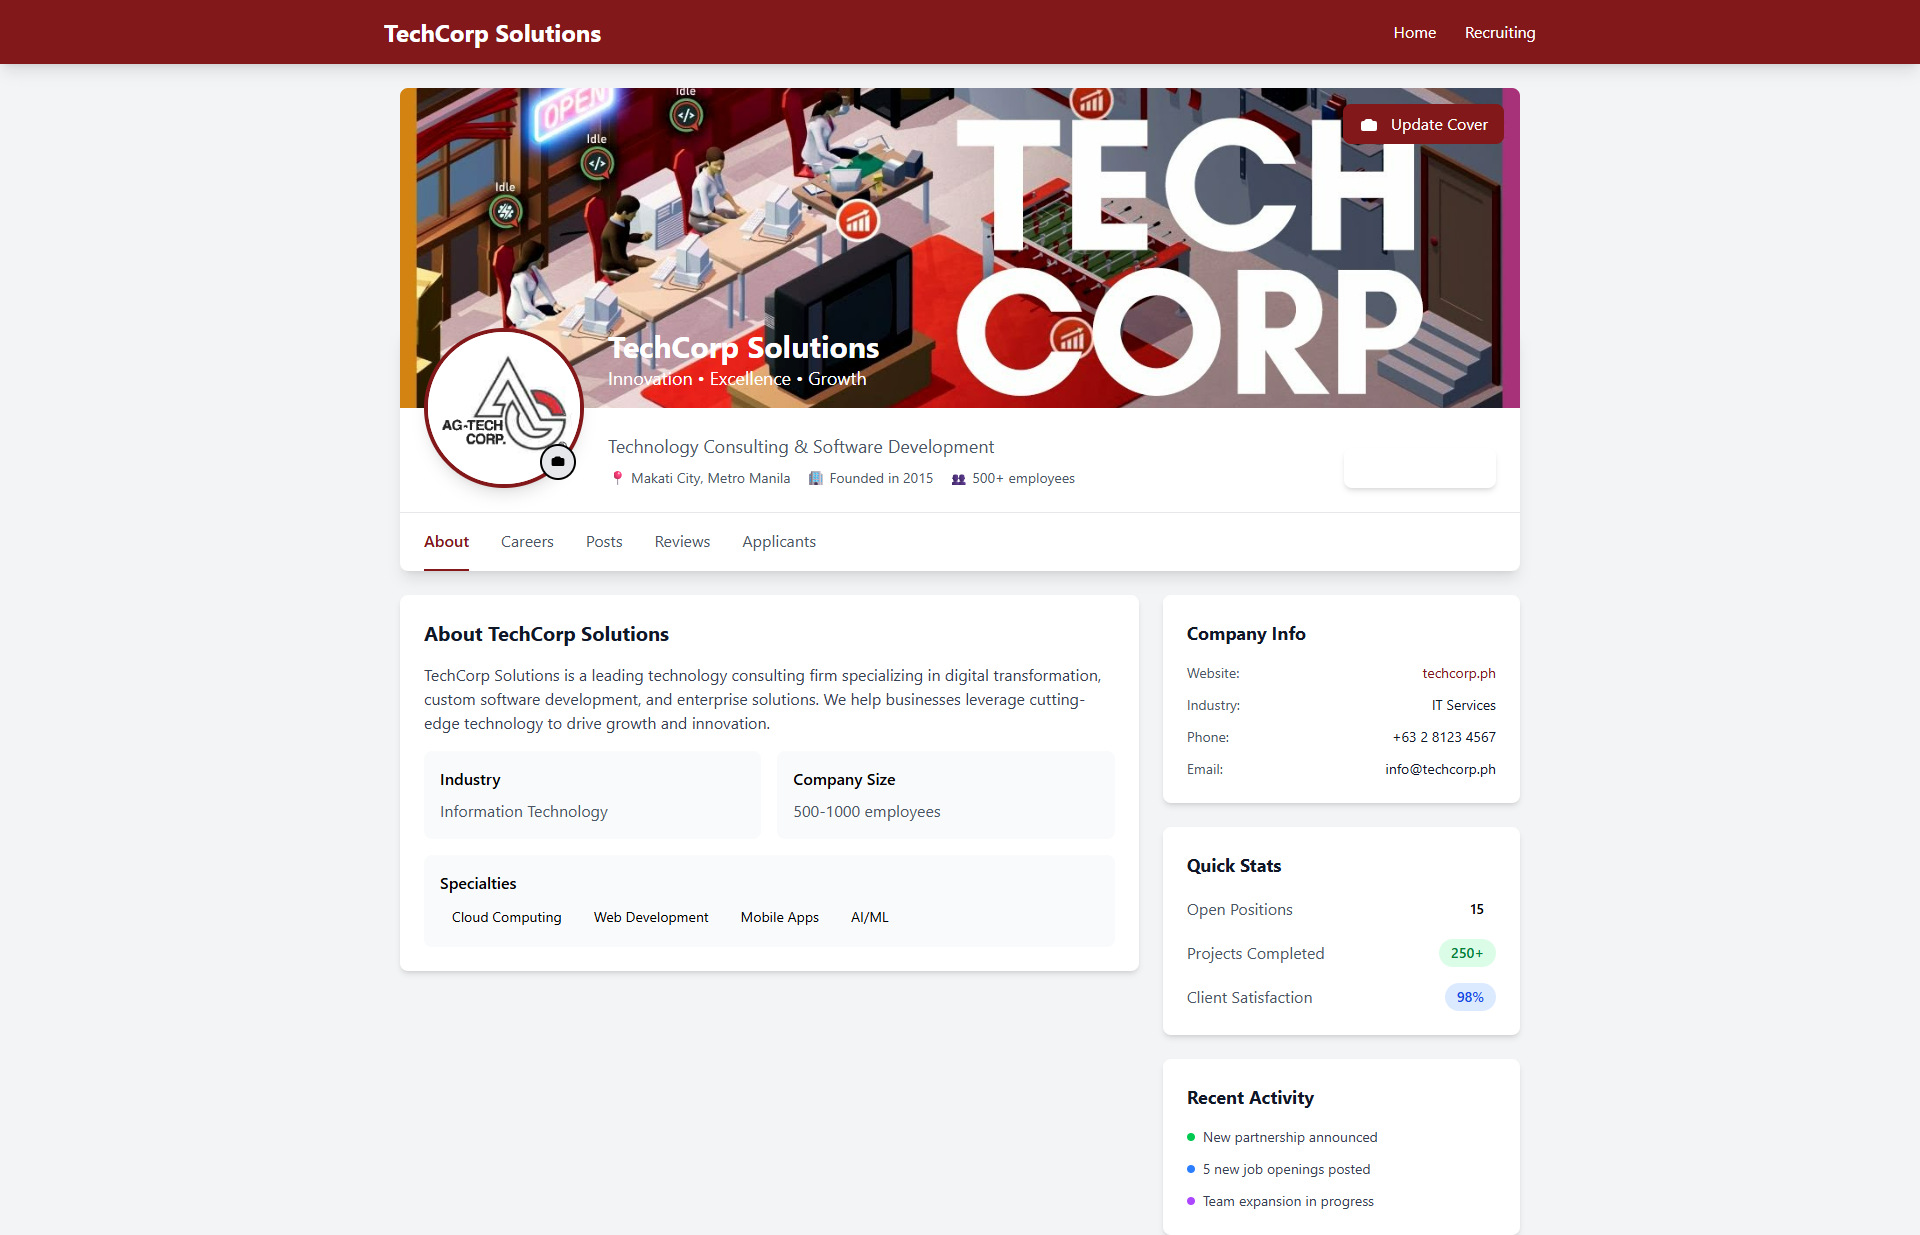 TechCorp Solutions
Home
Recruiting
OPEN
Idle
Idle
Idle
Update Cover
TECH
CORP
TechCorp Solutions
Innovation • Excellence • Growth
AG-TECH
CORP.
Technology Consulting & Software Development
Makati City, Metro Manila
Founded in 2015
500+ employees
About
Careers
Posts
Reviews
Applicants
About TechCorp Solutions
TechCorp Solutions is a leading technology consulting firm specializing in digital transformation,
custom software development, and enterprise solutions. We help businesses leverage cutting-
edge technology to drive growth and innovation.
Industry
Information Technology
Company Size
500-1000 employees
Specialties
Cloud Computing
Web Development
Mobile Apps
AI/ML
Company Info
Website: techcorp.ph
Industry: IT Services
Phone: +63 2 8123 4567
Email: info@techcorp.ph
Quick Stats
Open Positions 15
Projects Completed 250+
Client Satisfaction 98%
Recent Activity
New partnership announced
5 new job openings posted
Team expansion in progress